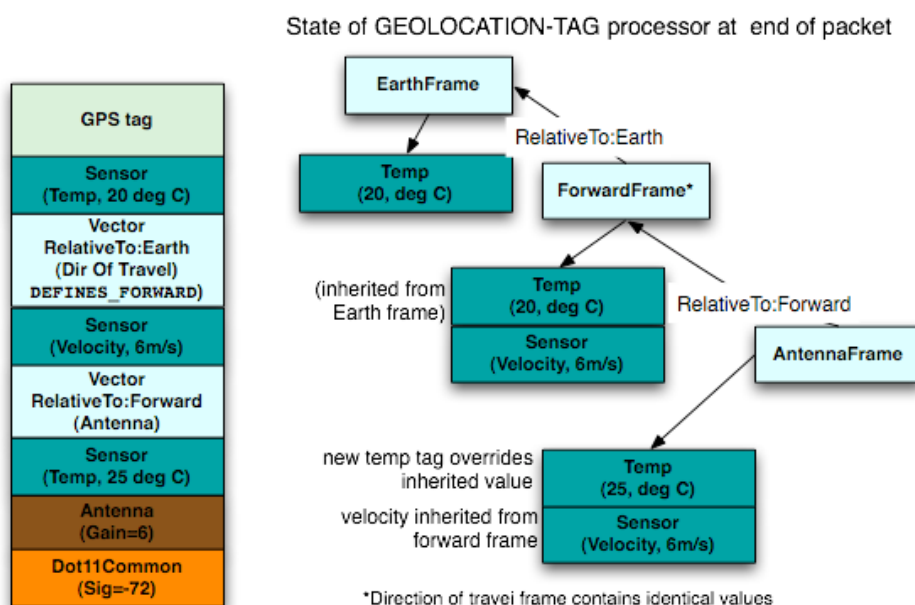 State of GEOLOCATION-TAG processor at end of packet
GPS tag
Sensor
(Temp, 20 deg C)
Vector
RelativeTo:Earth
(Dir Of Travel)
DEFINES_FORWARD)
Sensor
(Velocity, 6m/s)
Vector
RelativeTo:Forward
(Antenna)
Sensor
(Temp, 25 deg C)
Antenna
(Gain=6)
Dot11Common
(Sig=-72)
EarthFrame
RelativeTo:Earth
Temp
(20, deg C)
ForwardFrame*
(inherited from
Earth frame)
Temp
(20, deg C)
Sensor
(Velocity, 6m/s)
RelativeTo:Forward
AntennaFrame
new temp tag overrides
inherited value
Temp
(25, deg C)
velocity inherited from
forward frame
Sensor
(Velocity, 6m/s)
*Direction of travel frame contains identical values